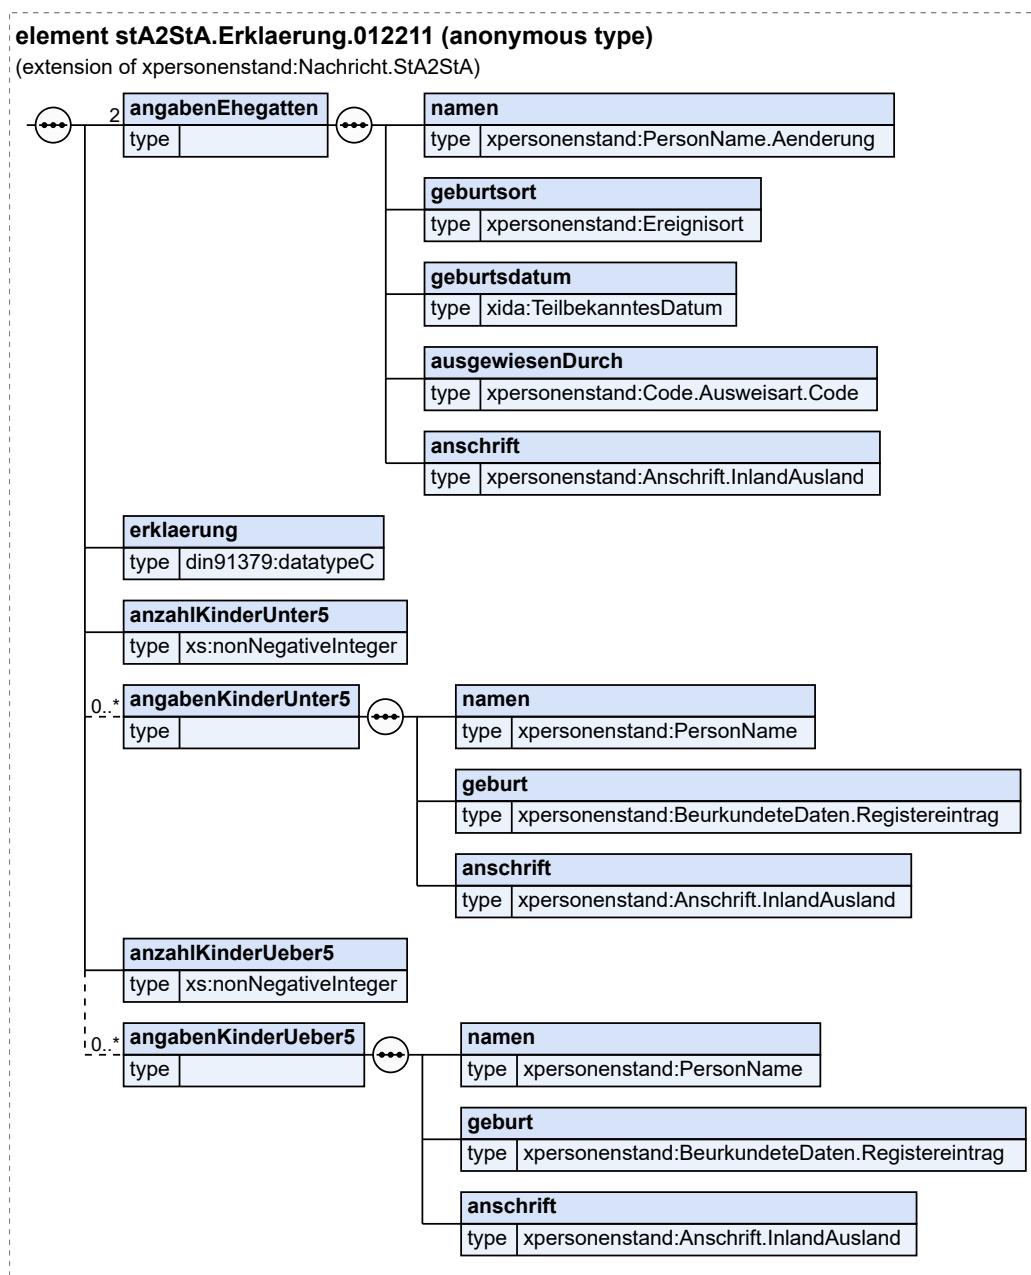 element stA2StA.Erklaerung.012211 (anonymous type)
(extension of xpersonenstand:Nachricht.StA2StA)
2
angabenEhegatten
type
namen
type xpersonenstand:PersonName.Aenderung
geburtsort
type xpersonenstand:Ereignisort
geburtsdatum
type xida:TeilbekanntesDatum
ausgewiesenDurch
type xpersonenstand:Code.Ausweisart.Code
anschrift
type xpersonenstand:Anschrift.InlandAusland
erklaerung
type din91379:datatypeC
anzahlKinderUnter5
type xs:nonNegativeInteger
0..*
angabenKinderUnter5
type
namen
type xpersonenstand:PersonName
geburt
type xpersonenstand:BeurkundeteDaten.Registereintrag
anschrift
type xpersonenstand:Anschrift.InlandAusland
anzahlKinderUeber5
type xs:nonNegativeInteger
0..*
angabenKinderUeber5
type
namen
type xpersonenstand:PersonName
geburt
type xpersonenstand:BeurkundeteDaten.Registereintrag
anschrift
type xpersonenstand:Anschrift.InlandAusland